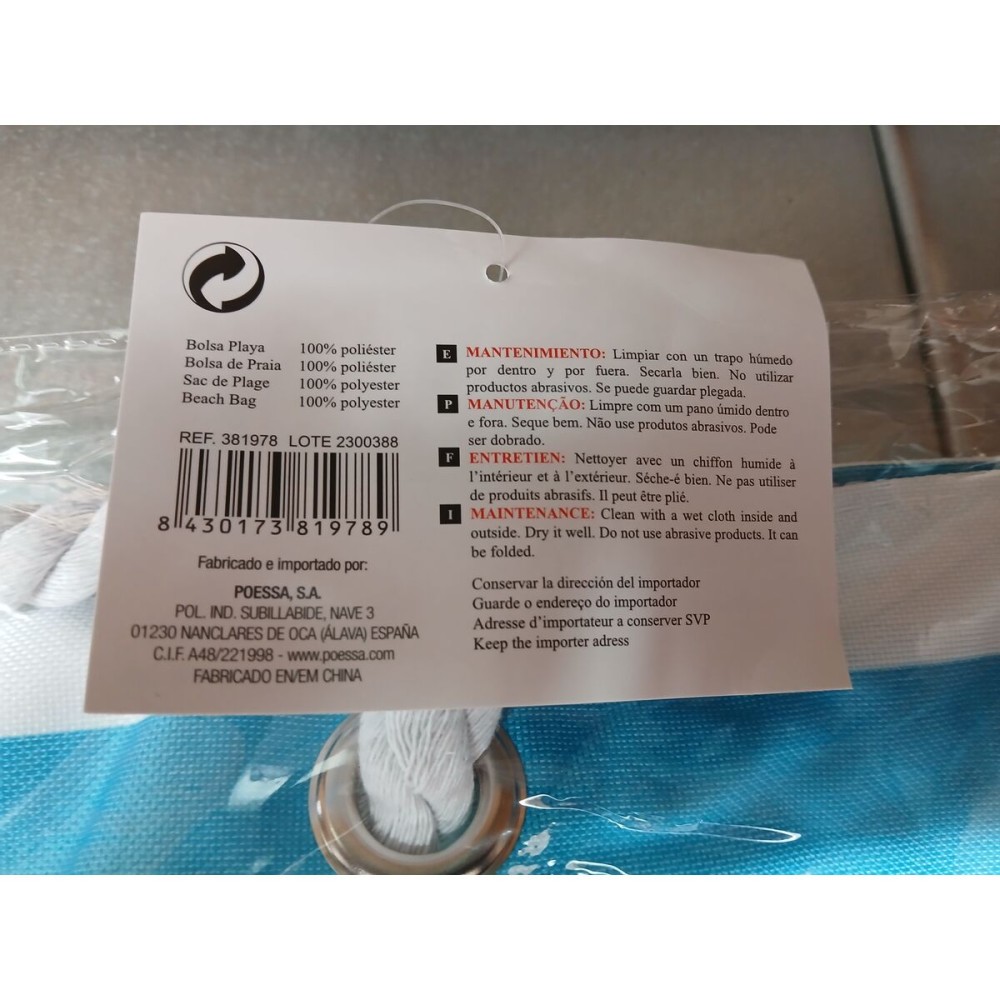 Bolsa Playa 100% poliéster
Bolsa de Praia 100% poliéster
Sac de Plage 100% polyester
Beach Bag 100% polyester
REF. 381978 LOTE 2300388
8 430173 819789
Fabricado e importado por:
POESSA, S.A.
POL. IND. SUBILLABIDE, NAVE 3
01230 NANCLARES DE OCA (ÁLAVA) ESPAÑA
C.I.F. A48/221998 - www.poessa.com
FABRICADO EN/EM CHINA
E MANTENIMIENTO: Limpiar con un trapo húmedo
por dentro y por fuera. Secarla bien. No utilizar
productos abrasivos. Se puede guardar plegada.
P MANUTENÇÃO: Limpre com um pano úmido dentro
e fora. Seque bem. Não use produtos abrasivos. Pode
ser dobrado.
F ENTRETIEN: Nettoyer avec un chiffon humide à
l'intérieur et à l'extérieur. Séche-é bien. Ne pas utiliser
de produits abrasifs. Il peut être plié.
I MAINTENANCE: Clean with a wet cloth inside and
outside. Dry it well. Do not use abrasive products. It can
be folded.
Conservar la dirección del importador
Guarde o endereço do importador
Adresse d'importateur a conserver SVP
Keep the importer adress